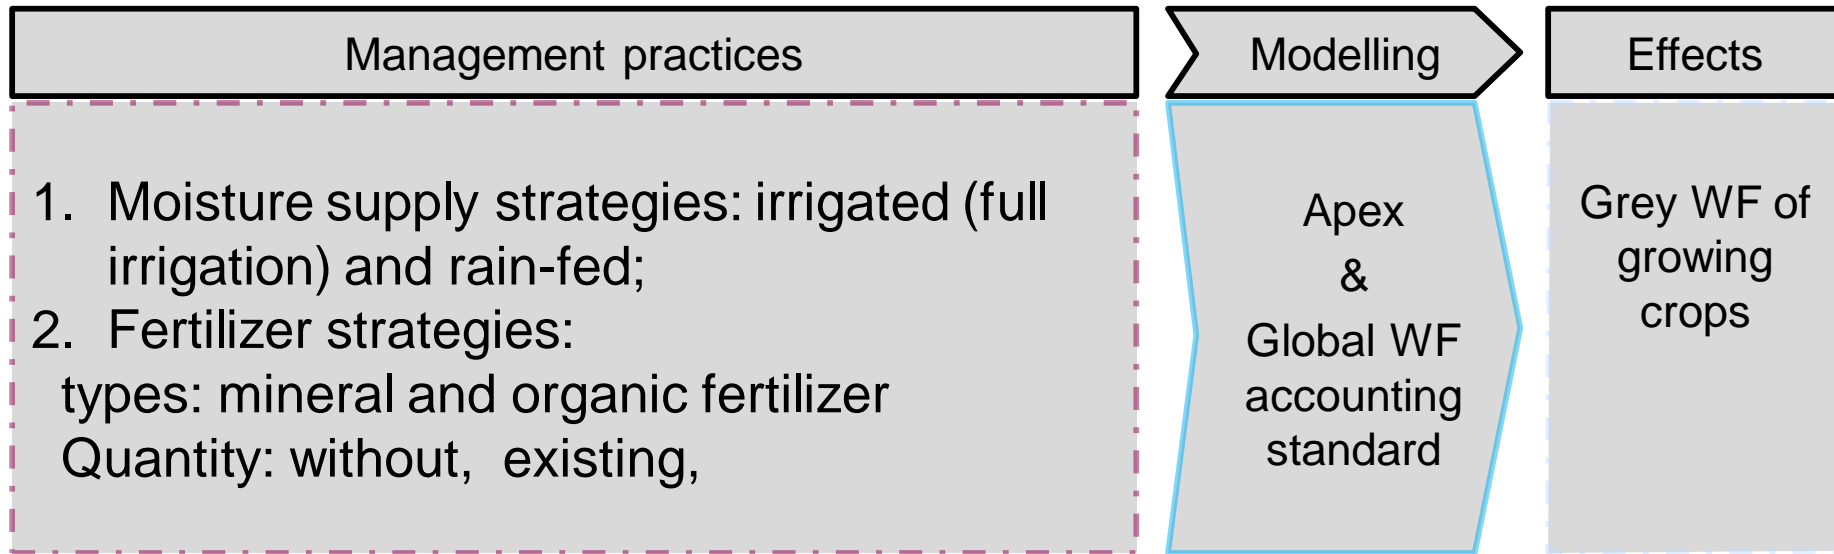 Management practices
Modelling
Effects
1. Moisture supply strategies: irrigated (full
irrigation) and rain-fed;
2. Fertilizer strategies:
types: mineral and organic fertilizer
Quantity: without, existing,
Apex
&
Global WF
accounting
standard
Grey WF of
growing
crops